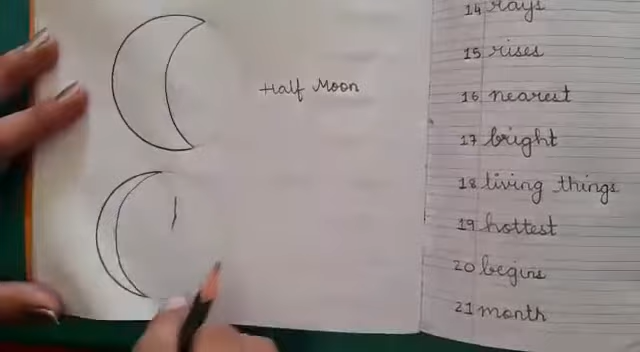 Half Moon
14 rays
15 rises
16 nearest
17 bright
18 living things
19 hottest
20 begins
21 month